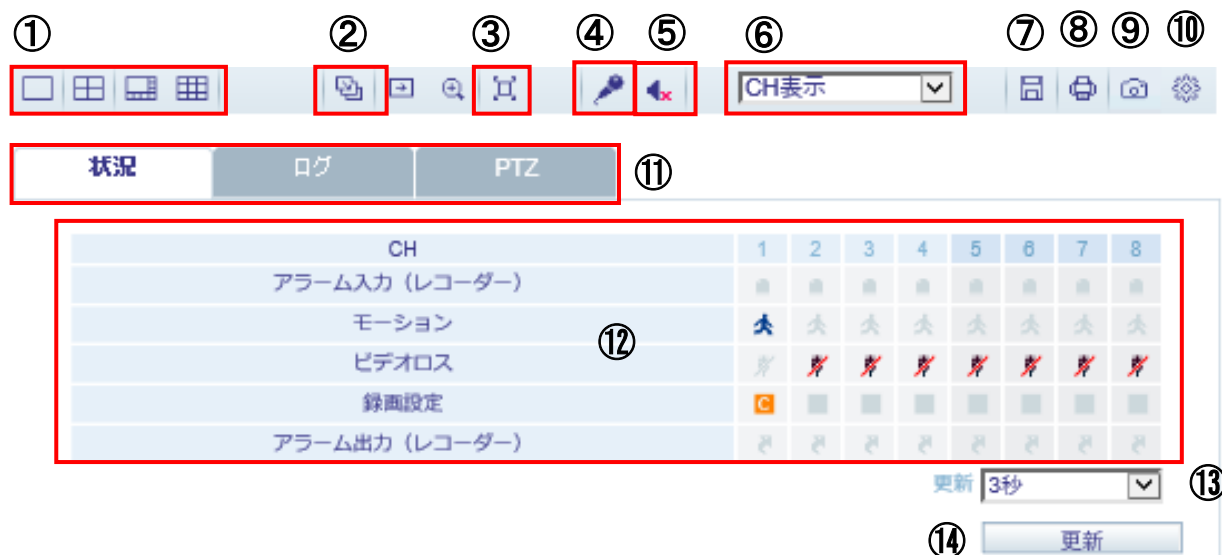 ① ② ③ ④ ⑤ ⑥ ⑦ ⑧ ⑨ ⑩
CH表示
状況 ログ PTZ ⑪
CH 1 2 3 4 5 6 7 8
アラーム入力（レコーダー）
モーション
⑫
ビデオロス
録画設定 C
アラーム出力（レコーダー）
更新 3秒 ⑬
⑭ 更新